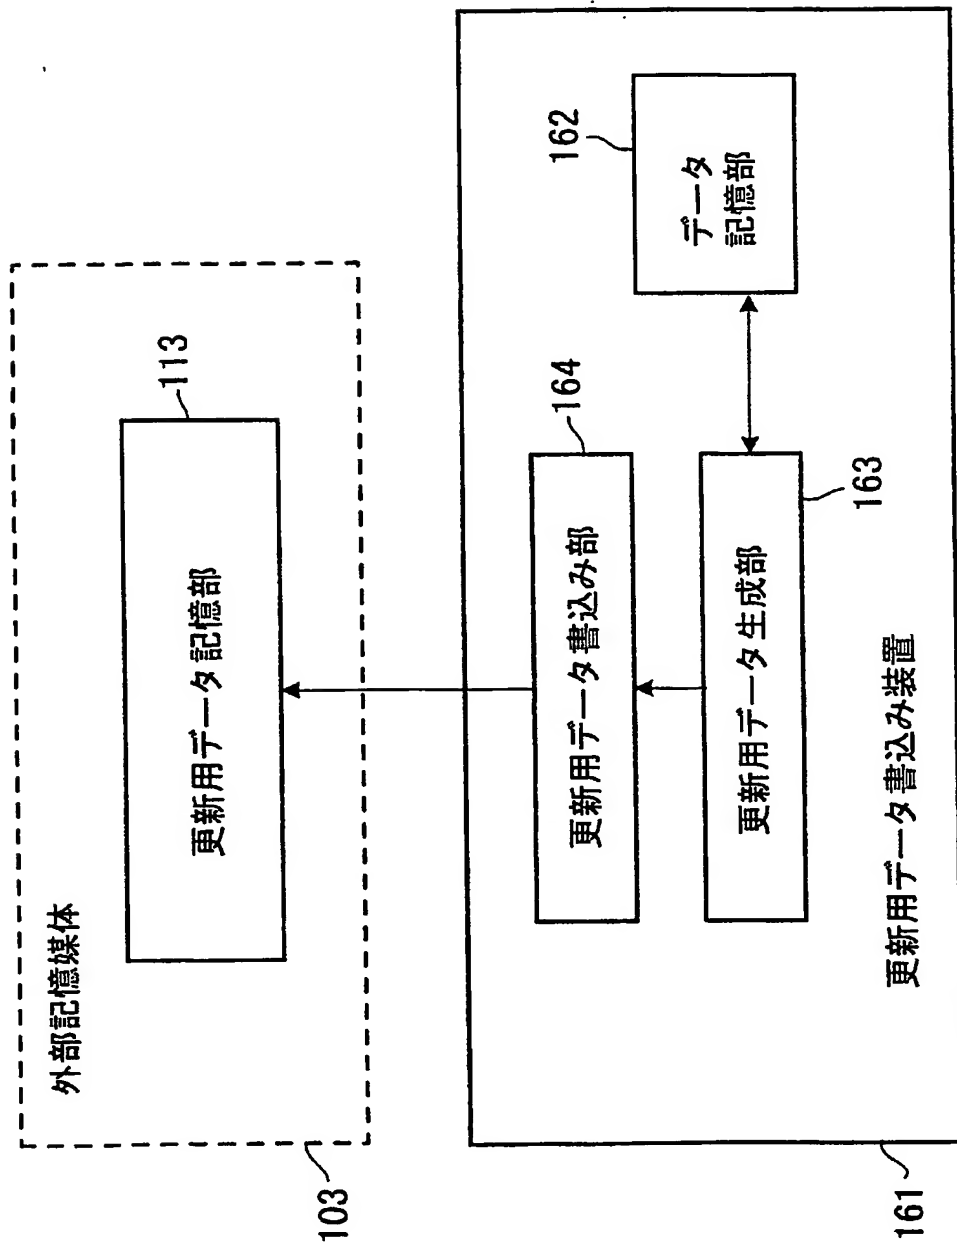 外部記憶媒体
103
更新用データ記憶部
113
更新用データ書込み部
164
更新用データ生成部
163
データ
記憶部
162
更新用データ書込み装置
161